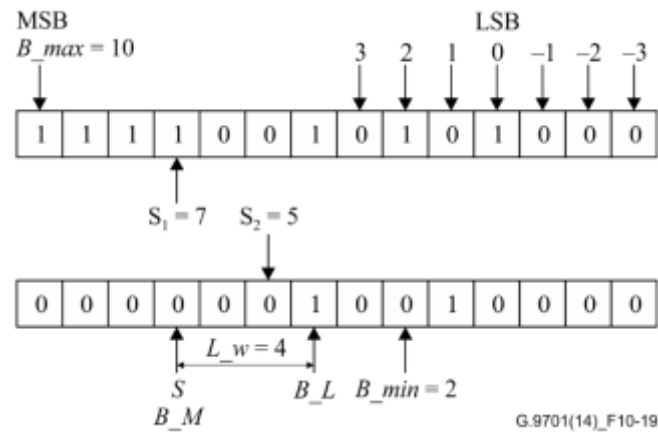 MSB LSB
B_max = 10 3 2 1 0 –1 –2 –3
1 1 1 1 0 0 1 0 1 0 1 0 0 0
S₁ = 7 S₂ = 5
0 0 0 0 0 0 1 0 0 1 0 0 0 0
L_w = 4
S B_L B_min = 2
B_M G.9701(14)_F10-19